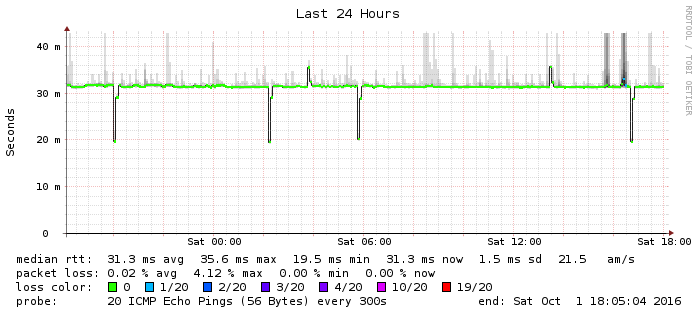 Last 24 Hours
RRDTOOL / TOBI OETIKER
Seconds
40 m
30 m
20 m
10 m
0
Sat 00:00 Sat 06:00 Sat 12:00 Sat 18:00
median rtt: 31.3 ms avg 35.6 ms max 19.5 ms min 31.3 ms now 1.5 ms sd 21.5 am/s
packet loss: 0.02 % avg 4.12 % max 0.00 % min 0.00 % now
loss color: 0 1/20 2/20 3/20 4/20 10/20 19/20
probe: 20 ICMP Echo Pings (56 Bytes) every 300s end: Sat Oct 1 18:05:04 2016